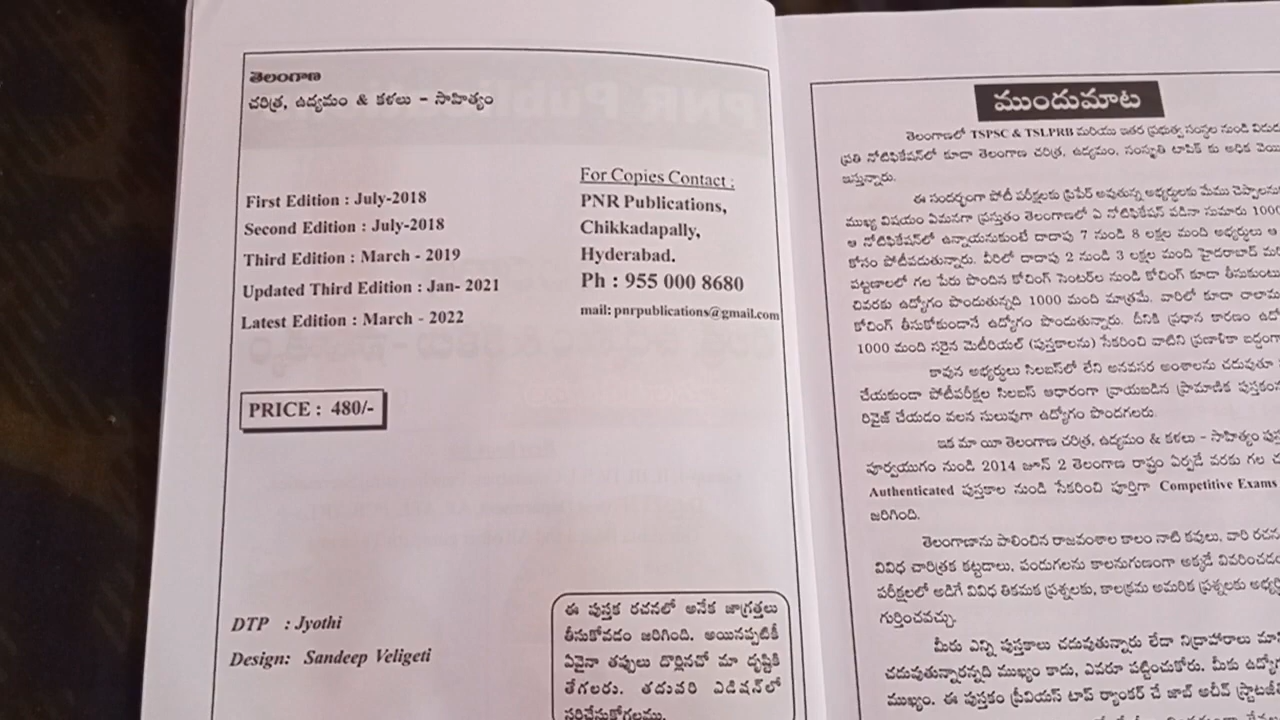 తెలంగాణ
చరిత్ర, ఉద్యమం & కళలు - సాహిత్యం
First Edition : July-2018
Second Edition : July-2018
Third Edition : March - 2019
Updated Third Edition : Jan- 2021
Latest Edition : March - 2022
For Copies Contact :
PNR Publications,
Chikkadapally,
Hyderabad.
Ph : 955 000 8680
mail: pnrpublications@gmail.com
PRICE : 480/-
DTP : Jyothi
Design: Sandeep Veligeti
ఈ పుస్తక రచనలో అనేక జాగ్రత్తలు
తీసుకోవడం జరిగింది. అయినప్పటికీ
ఏవైనా తప్పులు దొర్లినచో మా దృష్టికి
తేగలరు. తదుపరి ఎడిషన్‌లో
సరిచేసుకోగలము.
ముందుమాట
తెలంగాణలో TSPSC & TSLPRB మరియు ఇతర ప్రభుత్వ సంస్థల నుండి
ప్రతి నోటిఫికేషన్‌లో కూడా తెలంగాణ చరిత్ర, ఉద్యమం, సంస్కృతి టాపిక్ కు అధిక
ఇస్తున్నారు.
ఈ సందర్భంగా పోటీ పరీక్షలకు ప్రిపేర్ అవుతున్న అభ్యర్థులకు మేము
ముఖ్య విషయం ఏమనగా ప్రస్తుతం తెలంగాణలో ఏ నోటిఫికేషన్ పడినా సుమారు 1000
ఆ నోటిఫికేషన్‌లో ఉన్నాయనుకుంటే దాదాపు 7 నుండి 8 లక్షల మంది అభ్యర్థులు ఆ
కోసం పోటీపడుతున్నారు. వీరిలో దాదాపు 2 నుండి 3 లక్షల మంది హైదరాబాద్
పట్టణాలలో గల పేరు పొందిన కోచింగ్ సెంటర్ల నుండి కోచింగ్ కూడా
చివరకు ఉద్యోగం పొందుతున్నది 1000 మంది మాత్రమే. వారిలో కూడా
కోచింగ్ తీసుకోకుండానే ఉద్యోగం పొందుతున్నారు. దీనికి ప్రధాన కారణం
1000 మంది సరైన మెటీరియల్ (పుస్తకాలను) సేకరించి వాటిని ప్రణాళికా
కావున అభ్యర్థులు సిలబస్‌లో లేని అనవసర అంశాలను చదువుతూ
చేయకుండా పోటీపరీక్షల సిలబస్ ఆధారంగా వ్రాయబడిన ప్రామాణిక
రివైజ్ చేయడం వలన సులువుగా ఉద్యోగం పొందగలరు.
ఇక మా యీ తెలంగాణ చరిత్ర, ఉద్యమం & కళలు - సాహిత్యం
పూర్వయుగం నుండి 2014 జూన్ 2 తెలంగాణ రాష్ట్రం ఏర్పడే వరకు గల
Authenticated పుస్తకాల నుండి సేకరించి పూర్తిగా Competitive Exams
జరిగింది.
తెలంగాణాను పాలించిన రాజవంశాల కాలం నాటి కవులు, వారి
వివిధ చారిత్రక కట్టడాలు, పండుగలను కాలానుగుణంగా అక్కడే
పరీక్షలలో అడిగే వివిధ తికమక ప్రశ్నలకు, కాలక్రమ అమరిక ప్రశ్నలకు
గుర్తించవచ్చు.
మీరు ఎన్ని పుస్తకాలు చదువుతున్నారు లేదా నిద్రాహారాలు
చదువుతున్నారన్నది ముఖ్యం కాదు, ఎవరూ పట్టించుకోరు. మీకు
ముఖ్యం. ఈ పుస్తకం ప్రీవియస్ టాప్ ర్యాంకర్ చే జాబ్ అచీవ్